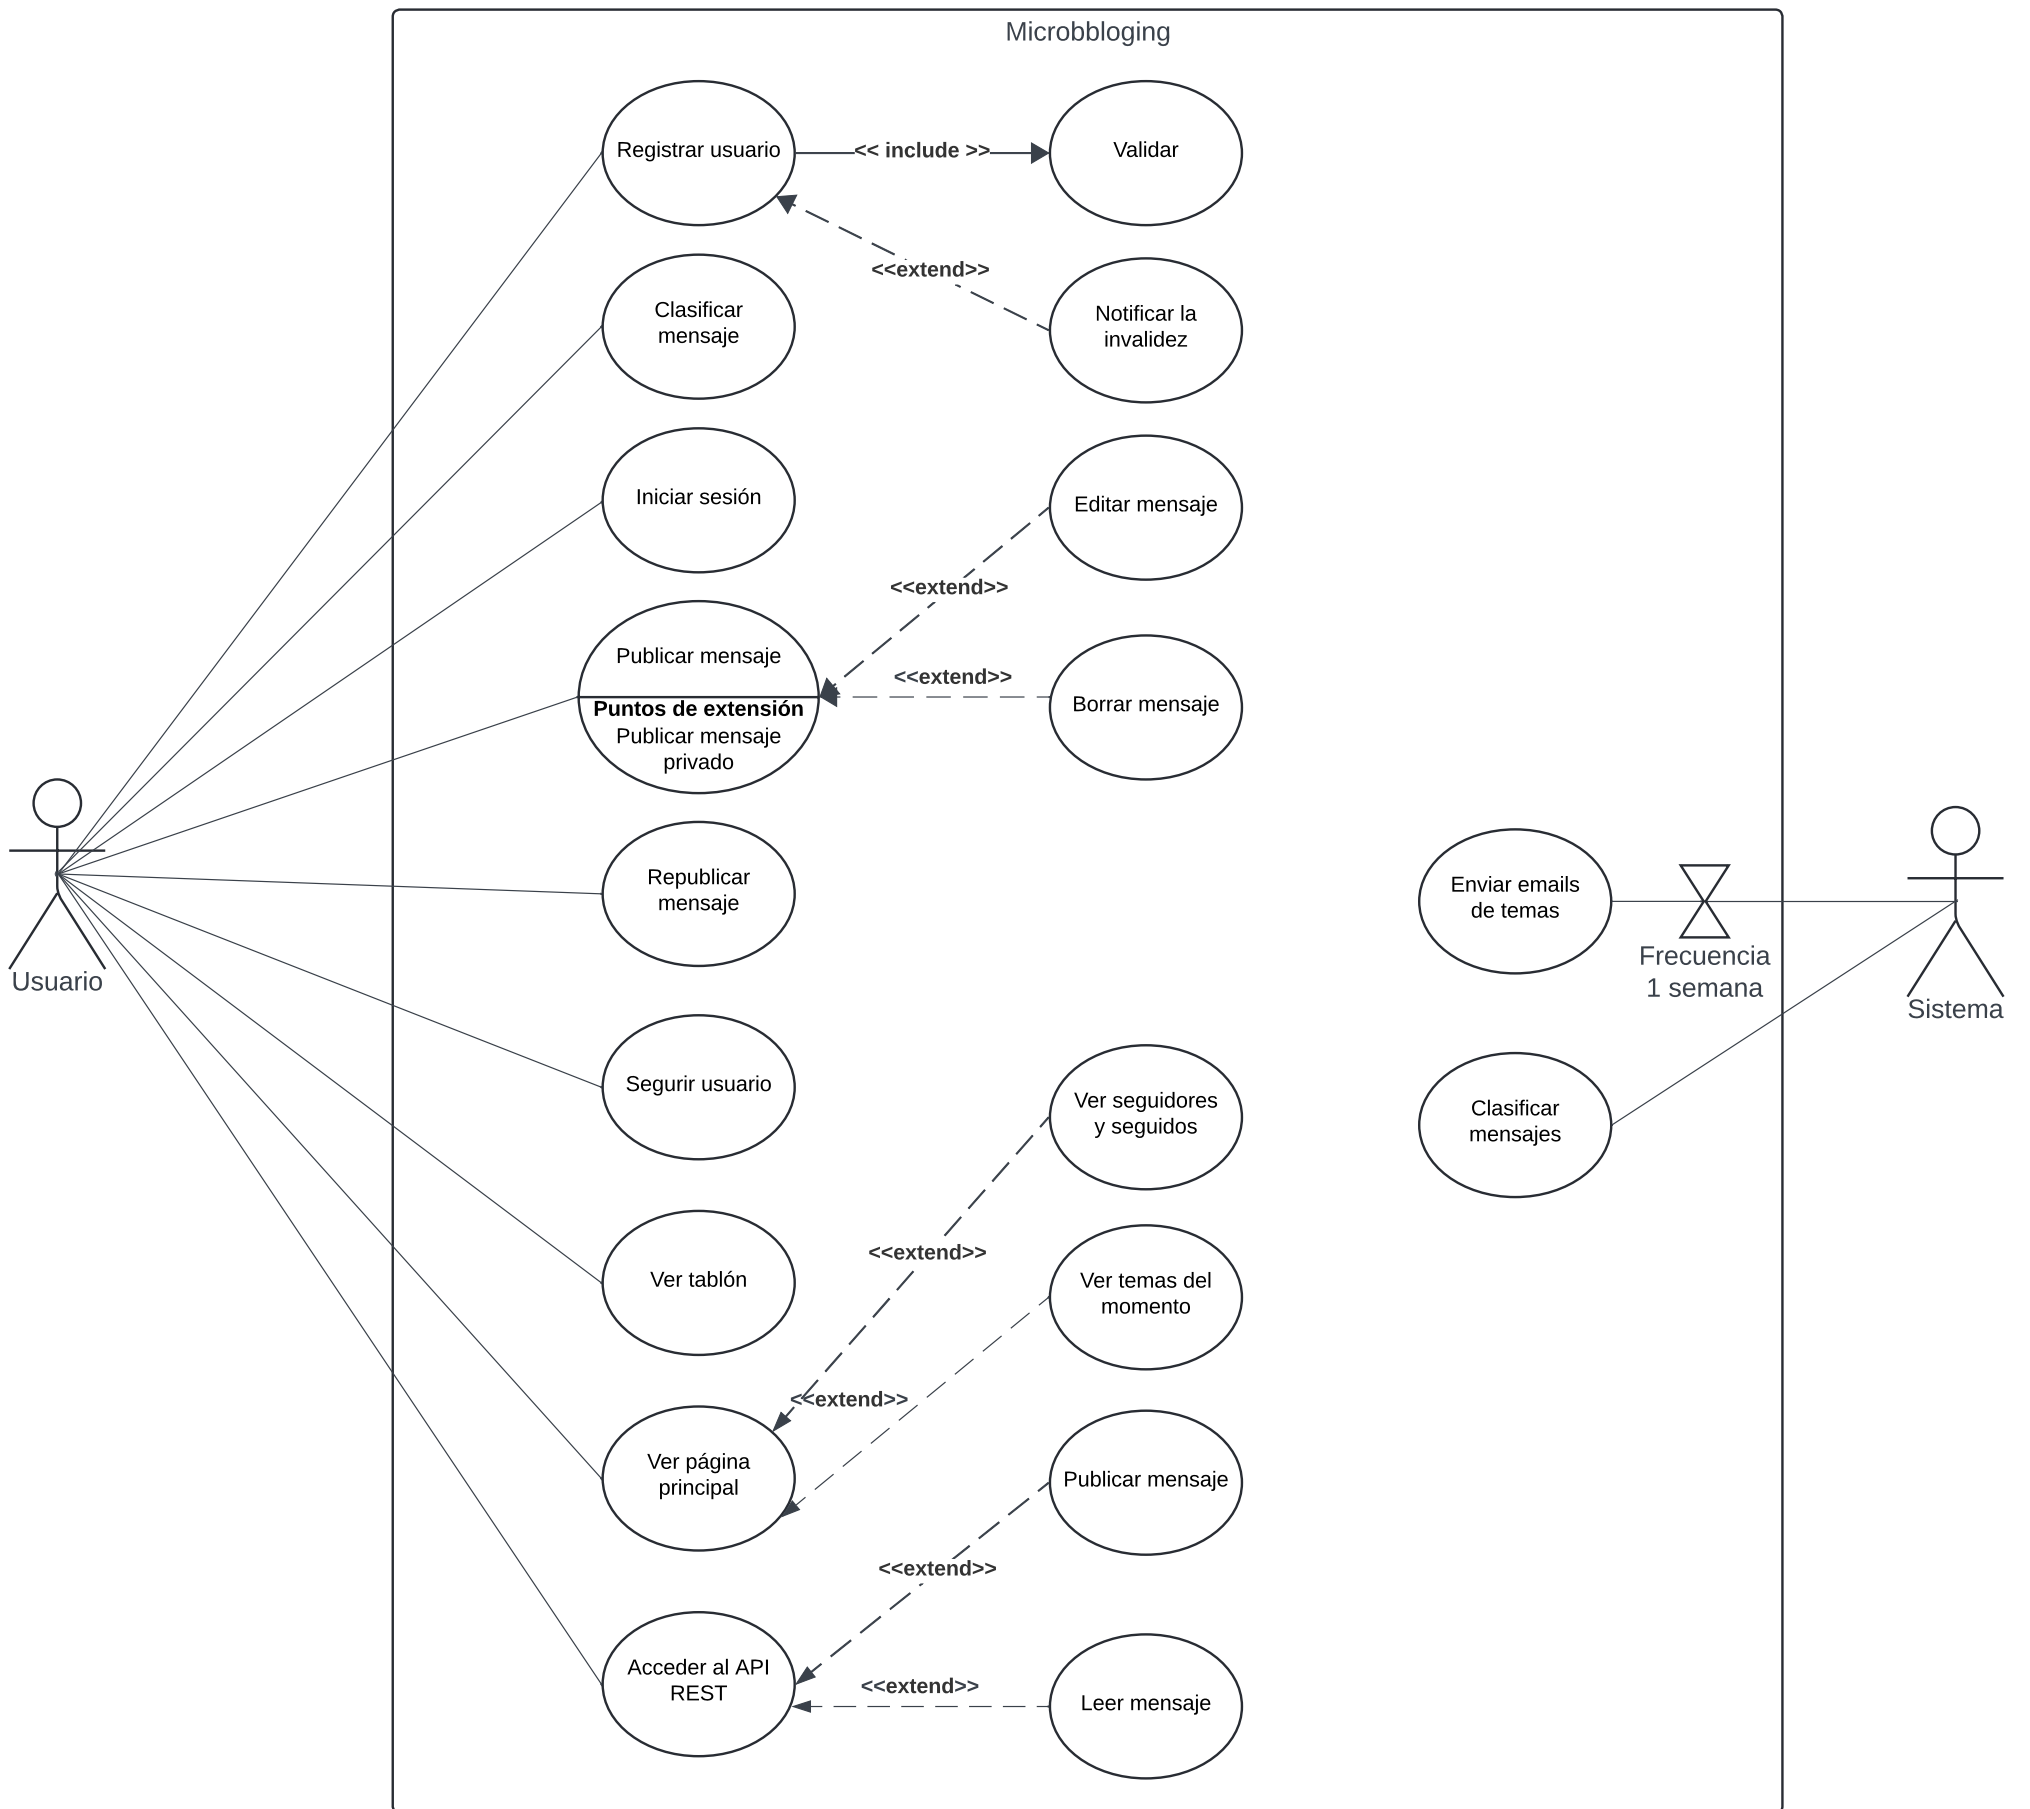 Microbbloging
Registrar usuario
<< include >>
Validar
<<extend>>
Clasificar
mensaje
Notificar la
invalidez
Iniciar sesión
Editar mensaje
<<extend>>
Publicar mensaje
Puntos de extensión
Publicar mensaje
privado
<<extend>>
Borrar mensaje
Usuario
Republicar
mensaje
Enviar emails
de temas
Frecuencia
1 semana
Sistema
Segurir usuario
Ver seguidores
y seguidos
Clasificar
mensajes
<<extend>>
Ver tablón
Ver temas del
momento
<<extend>>
Ver página
principal
Publicar mensaje
<<extend>>
Acceder al API
REST
<<extend>>
Leer mensaje